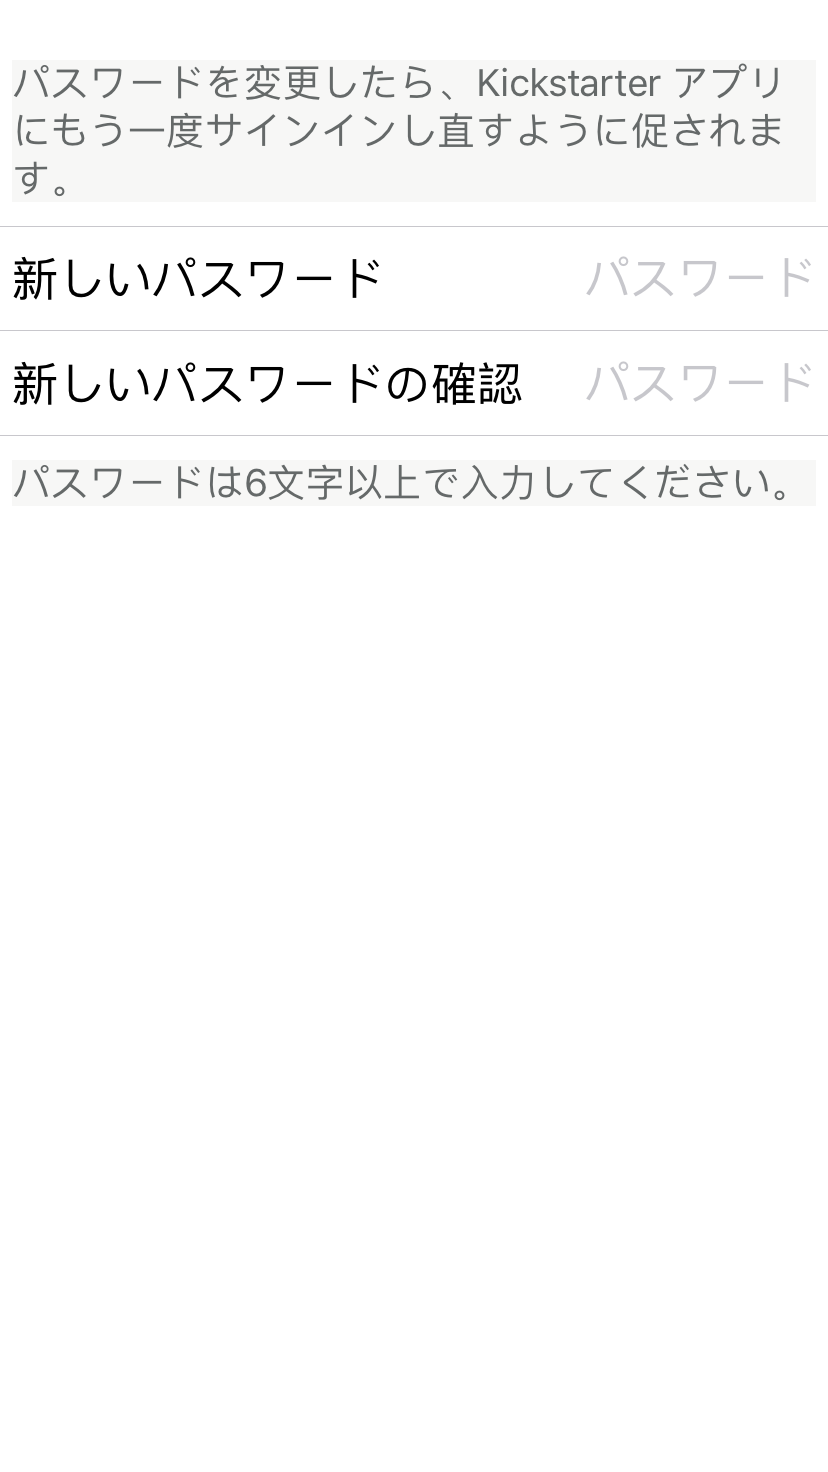 パスワードを変更したら、Kickstarter アプリ
にもう一度サインインし直すように促されま
す。
新しいパスワード パスワード
新しいパスワードの確認 パスワード
パスワードは6文字以上で入力してください。